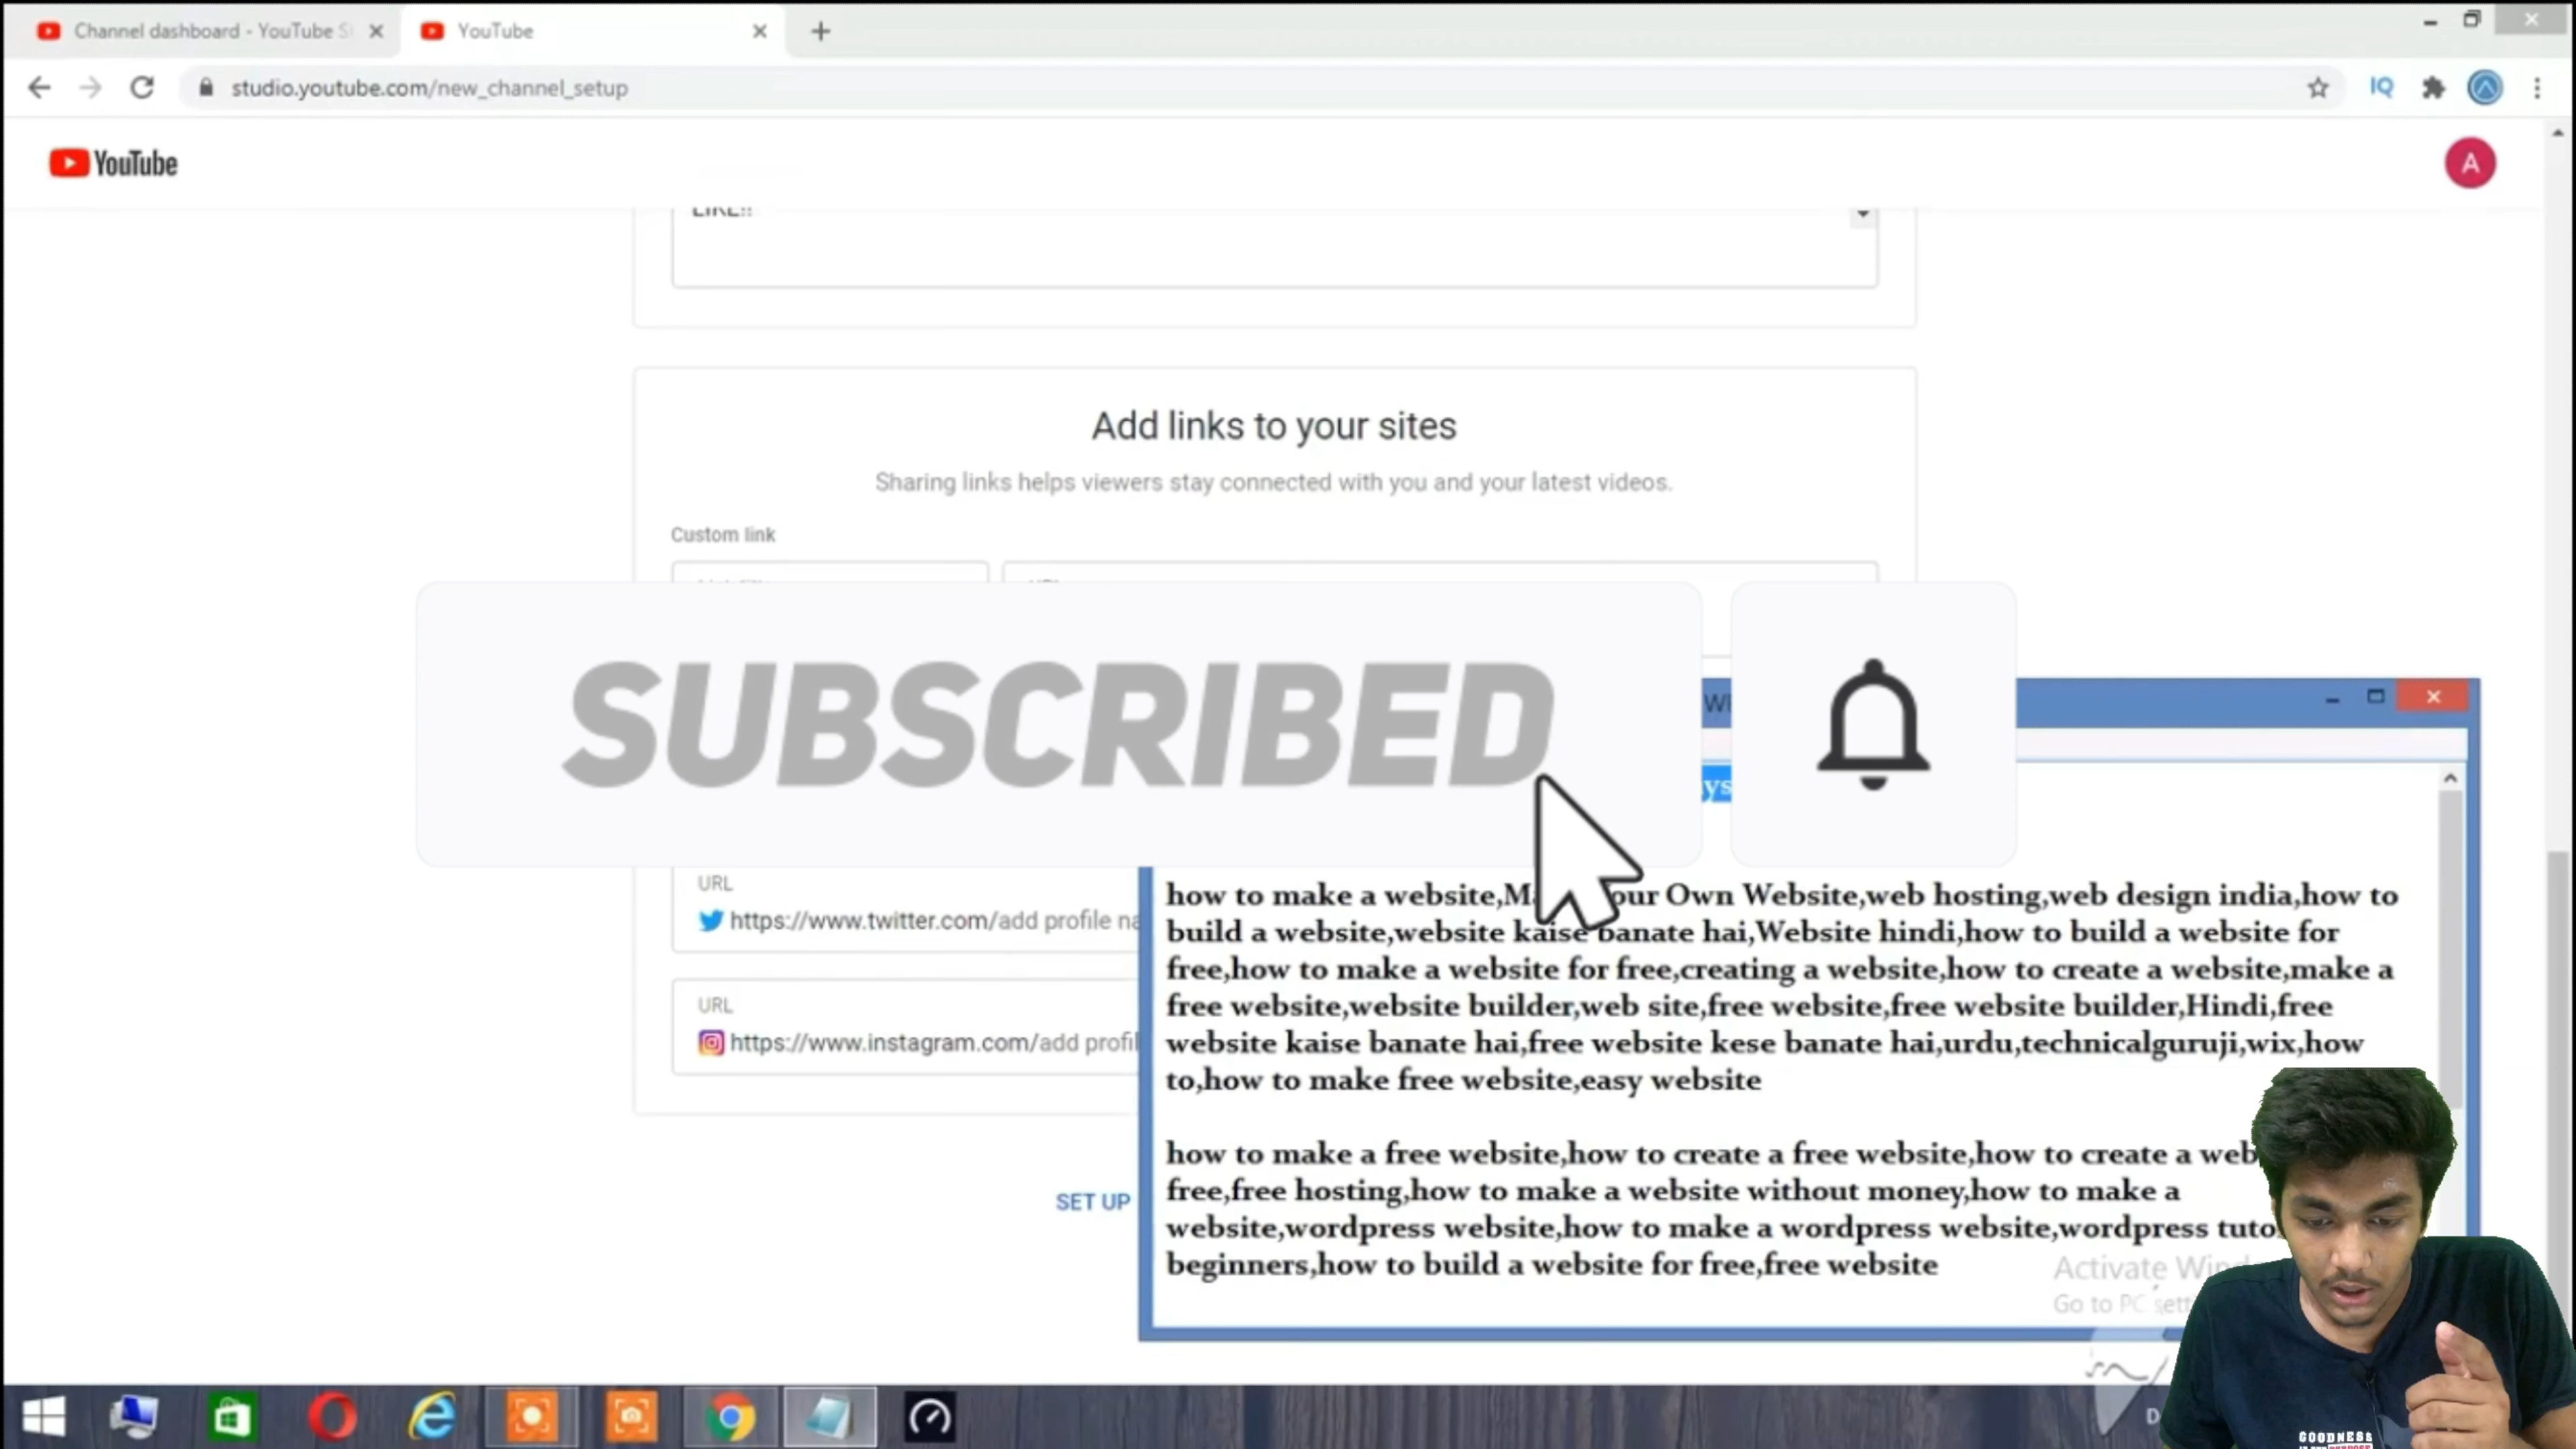 Channel dashboard - YouTube S
YouTube
studio.youtube.com/new_channel_setup
IQ
YouTube
A
LIKE!!
Add links to your sites
Sharing links helps viewers stay connected with you and your latest videos.
Custom link
SUBSCRIBED
URL
https://www.twitter.com/add profile na
URL
https://www.instagram.com/add profil
SET UP
how to make a website,Ma our Own Website,web hosting,web design india,how to
build a website,website kaise banate hai,Website hindi,how to build a website for
free,how to make a website for free,creating a website,how to create a website,make a
free website,website builder,web site,free website,free website builder,Hindi,free
website kaise banate hai,free website kese banate hai,urdu,technicalguruji,wix,how
to,how to make free website,easy website
how to make a free website,how to create a free website,how to create a web
free,free hosting,how to make a website without money,how to make a
website,wordpress website,how to make a wordpress website,wordpress tuto
beginners,how to build a website for free,free website
Activate Wind
Go to PC sett
GOODNESS